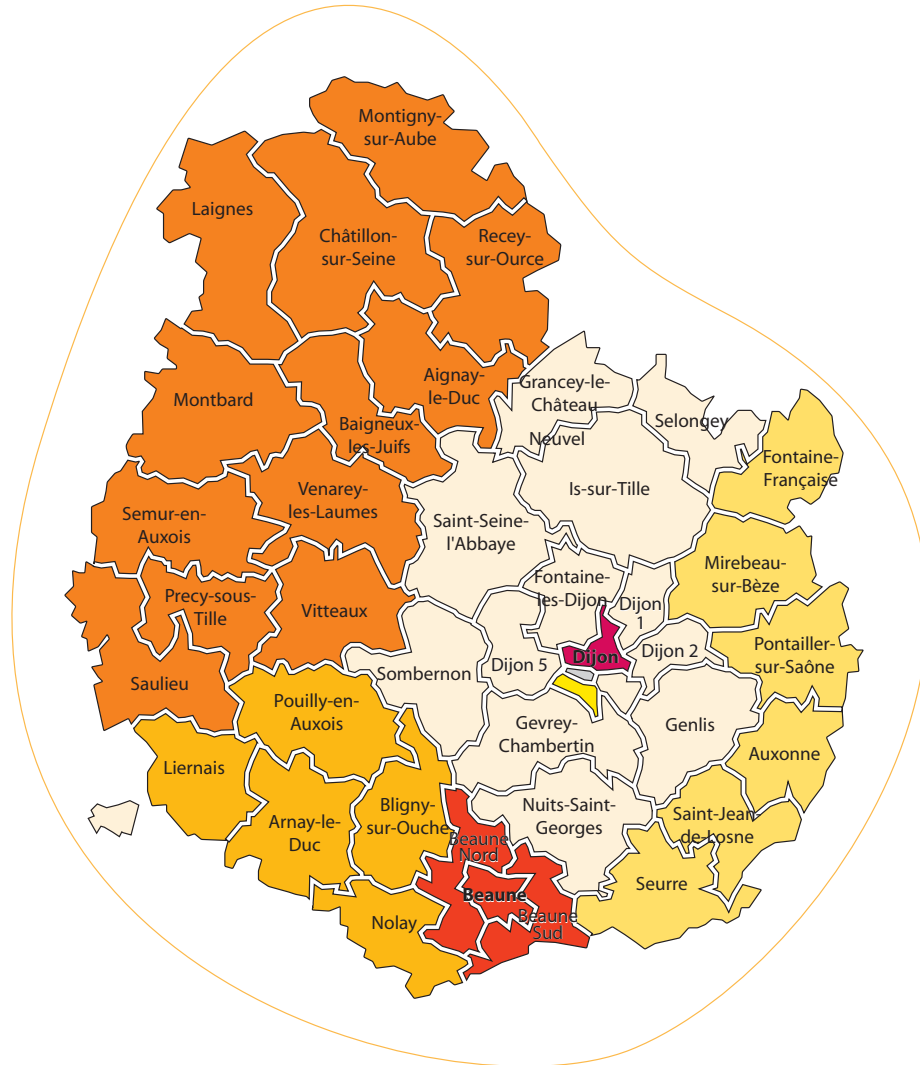 Montigny-
sur-Aube
Laignes
Châtillon-
sur-Seine
Recey-
sur-Ource
Aignay-
le-Duc
Grancey-le-
Château
Neuvel
Selongey
Montbard
Baigneux-
les-Juifs
Fontaine-
Française
Venarey-
les-Laumes
Is-sur-Tille
Semur-en-
Auxois
Saint-Seine-
l'Abbaye
Mirebeau-
sur-Bèze
Fontaine-
les-Dijon
Dijon
1
Precy-sous-
Tille
Vitteaux
Dijon
Dijon 2
Dijon 5
Pontailler-
sur-Saône
Sombernon
Saulieu
Pouilly-en-
Auxois
Gevrey-
Chambertin
Genlis
Auxonne
Liernais
Arnay-le-
Duc
Bligny-
sur-Ouche
Nuits-Saint-
Georges
Saint-Jean-
de-Losne
Beaune
Nord
Seurre
Beaune
Beaune
Sud
Nolay